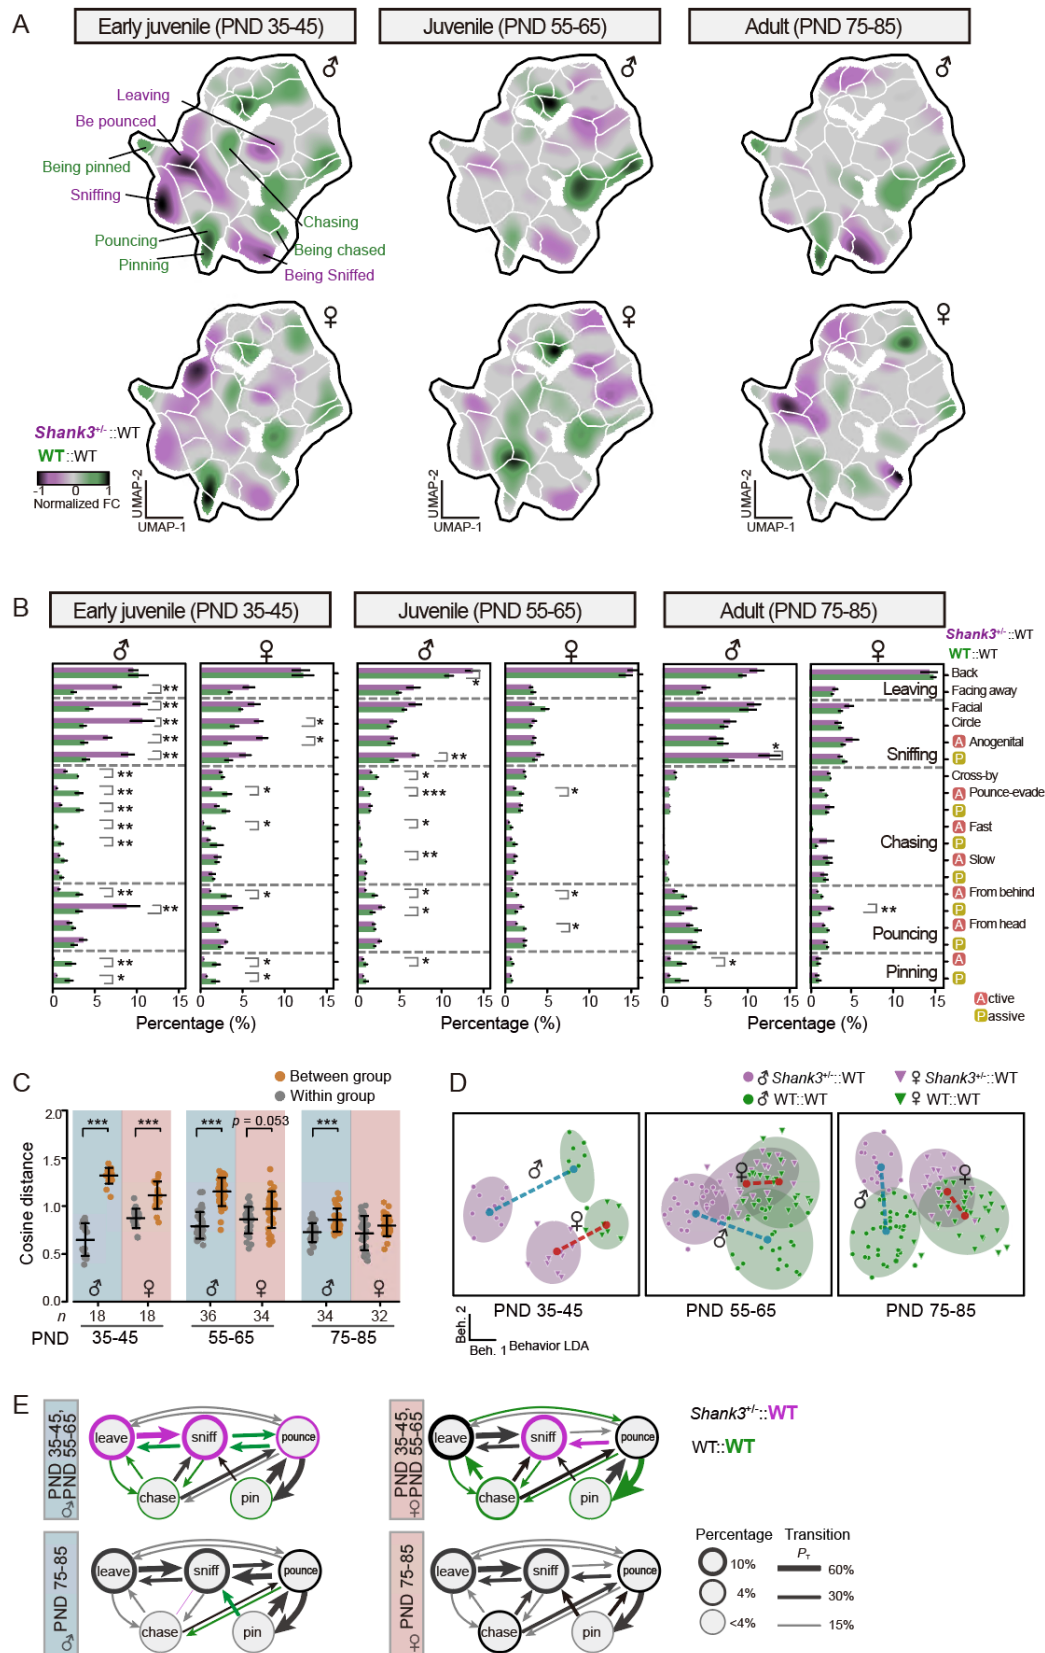 A
Early juvenile (PND 35-45)
Juvenile (PND 55-65)
Adult (PND 75-85)
♂
♂
♂
Leaving
Be pounced
Being pinned
Sniffing
Pouncing
Pinning
Chasing
Being chased
Being Sniffed
♀
♀
♀
Shank3+/-::WT
WT::WT
-1 0 1
Normalized FC
UMAP-2
UMAP-1
UMAP-2
UMAP-1
UMAP-2
UMAP-1
B
Early juvenile (PND 35-45)
Juvenile (PND 55-65)
Adult (PND 75-85)
♂ ♀ ♂ ♀ ♂ ♀
Shank3+/-::WT
WT::WT
Back
Leaving Facing away
Facial
Circle
A Anogenital
Sniffing P
Cross-by
A Pounce-evade
P
A Fast
Chasing P
A Slow
P
A From behind
P
A From head
Pouncing P
A
Pinning P
** ** ** ** ** ** ** ** ** ** ** ** *
* * * * * * *
* ** * *** * ** * * *
* * *
* *
**
0 5 10 15 0 5 10 15 0 5 10 15 0 5 10 15 0 5 10 15 0 5 10 15
Percentage (%)
Percentage (%)
Percentage (%)
Active
Passive
C
Between group
Within group
Cosine distance
2.0
1.5
1.0
0.5
0.0
*** *** *** p = 0.053 ***
♂ ♀ ♂ ♀ ♂ ♀
n 18 18 36 34 34 32
PND 35-45 55-65 75-85
D
♂ Shank3+/-::WT
♀ Shank3+/-::WT
♂ WT::WT
♀ WT::WT
♂ ♀ ♀ ♂ ♂ ♀
PND 35-45
PND 55-65
PND 75-85
Beh. 2
Beh. 1
Behavior LDA
E
♂♂ PND 35-45, PND 55-65
leave sniff pounce
chase pin
♀♀ PND 35-45, PND 55-65
leave sniff pounce
chase pin
Shank3+/-::WT
WT::WT
♂♂ PND 75-85
leave sniff pounce
chase pin
♀♀ PND 75-85
leave sniff pounce
chase pin
Percentage
10%
4%
<4%
Transition
PT
60%
30%
15%